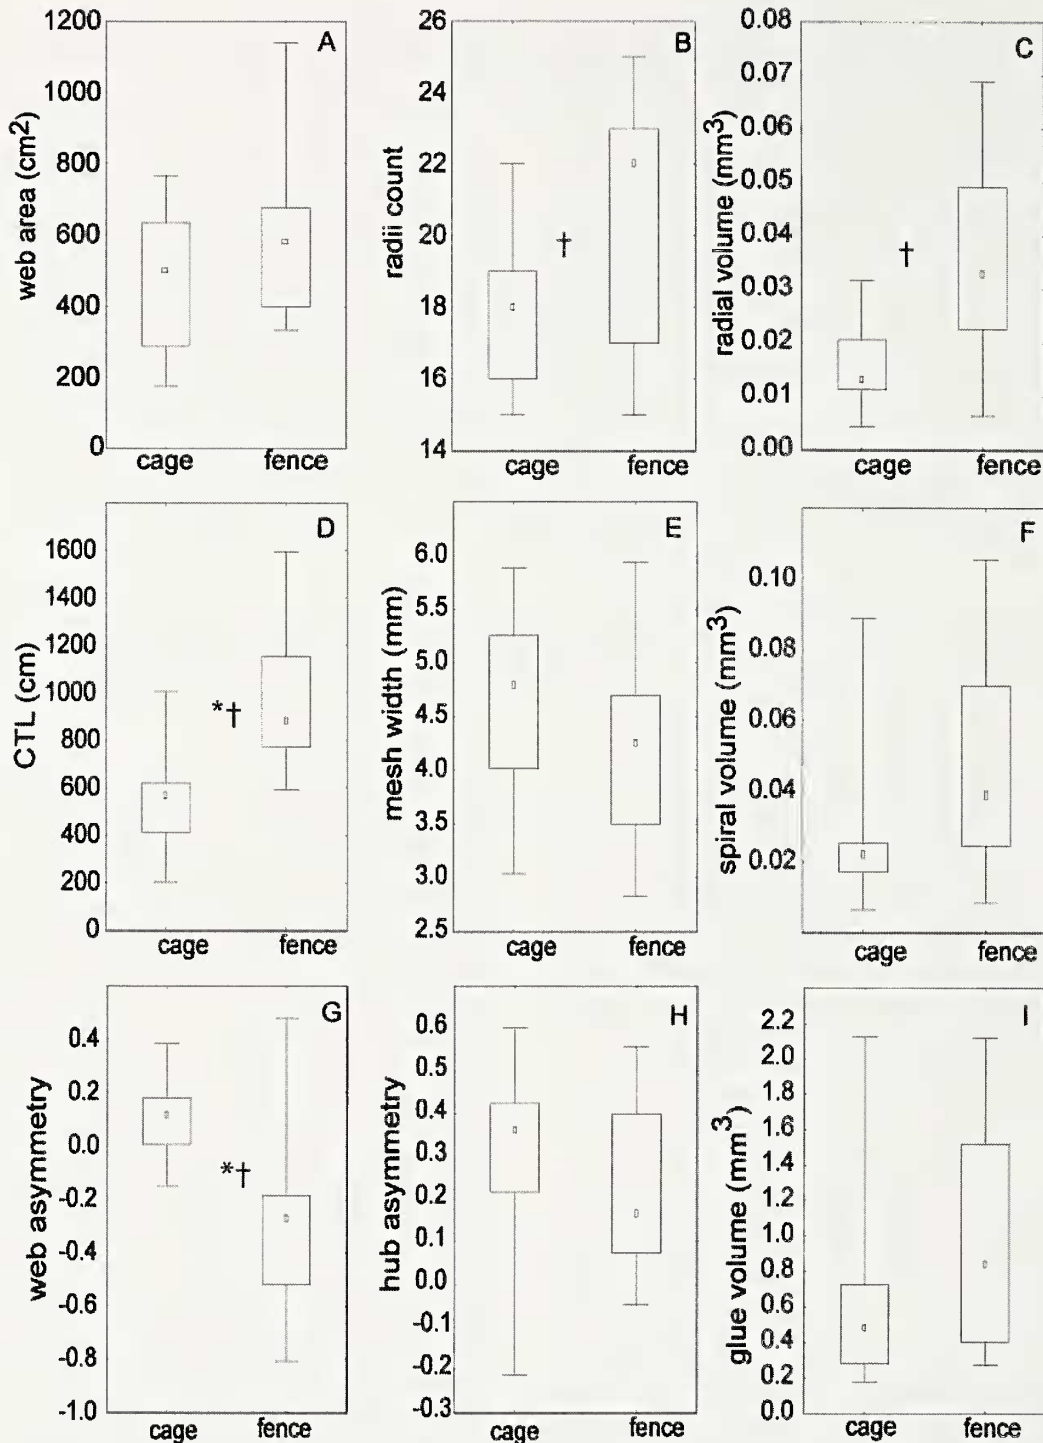 A
web area (cm2)
1200
1000
800
600
400
200
0
cage fence
B
radii count
26
24
22
20
18
16
14
†
cage fence
C
radial volume (mm3)
0.08
0.07
0.06
0.05
0.04
0.03
0.02
0.01
0.00
†
cage fence
D
CTL (cm)
1600
1400
1200
1000
800
600
400
200
0
*†
cage fence
E
mesh width (mm)
6.0
5.5
5.0
4.5
4.0
3.5
3.0
2.5
cage fence
F
spiral volume (mm3)
0.10
0.08
0.06
0.04
0.02
cage fence
G
web asymmetry
0.4
0.2
0.0
-0.2
-0.4
-0.6
-0.8
-1.0
*†
cage fence
H
hub asymmetry
0.6
0.5
0.4
0.3
0.2
0.1
0.0
-0.1
-0.2
-0.3
cage fence
I
glue volume (mm3)
2.2
2.0
1.8
1.6
1.4
1.2
1.0
0.8
0.6
0.4
0.2
0.0
cage fence